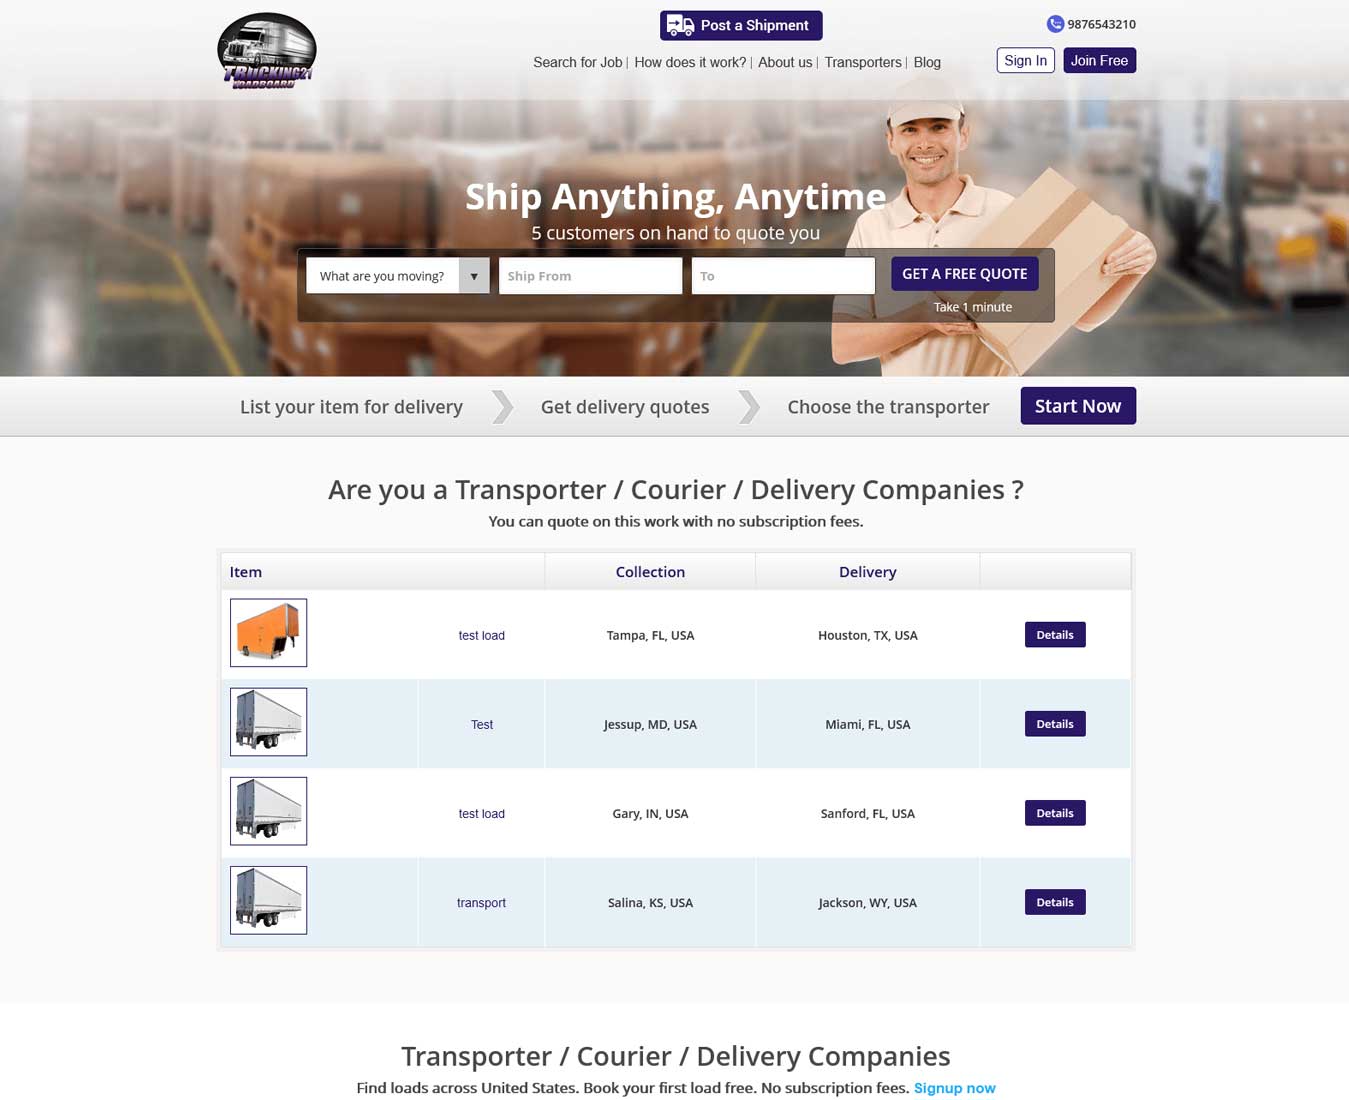 Post a Shipment
9876543210
TRUCKING21
LOADBOARD
Search for Job | How does it work? | About us | Transporters | Blog
Sign In
Join Free
Ship Anything, Anytime
5 customers on hand to quote you
What are you moving? ▼
Ship From
To
GET A FREE QUOTE
Take 1 minute
List your item for delivery
Get delivery quotes
Choose the transporter
Start Now
Are you a Transporter / Courier / Delivery Companies ?
You can quote on this work with no subscription fees.
Item Collection Delivery
test load Tampa, FL, USA Houston, TX, USA Details
Test Jessup, MD, USA Miami, FL, USA Details
test load Gary, IN, USA Sanford, FL, USA Details
transport Salina, KS, USA Jackson, WY, USA Details
Transporter / Courier / Delivery Companies
Find loads across United States. Book your first load free. No subscription fees. Signup now